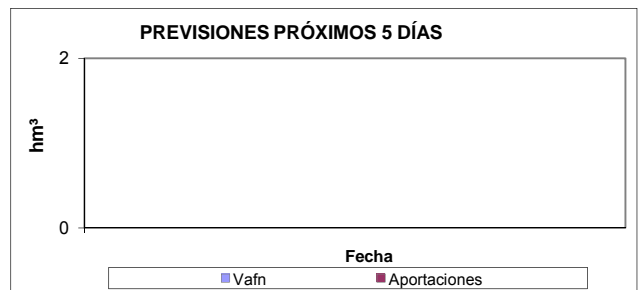 PREVISIONES PRÓXIMOS 5 DÍAS
2
hm³
0
Fecha
Vafn Aportaciones